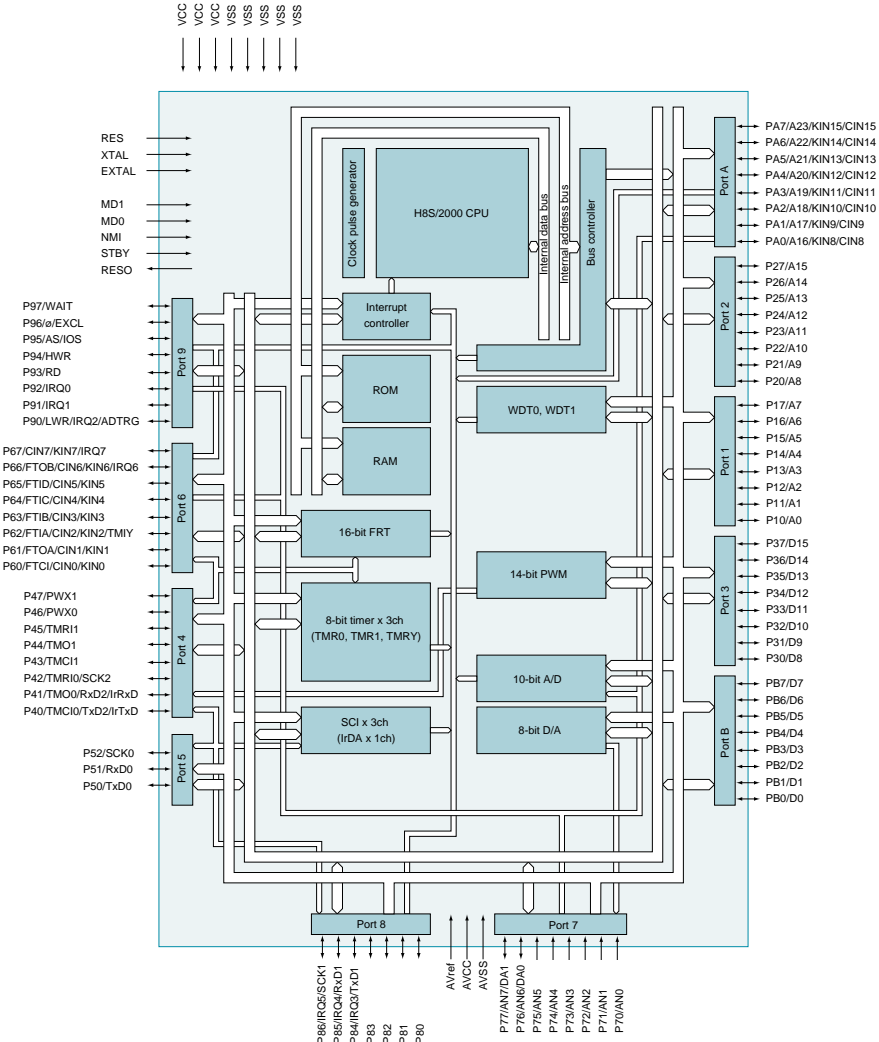 VCC
VCC
VCC
VSS
VSS
VSS
VSS
VSS
RES
XTAL
EXTAL
MD1
MD0
NMI
STBY
RESO
P97/WAIT
P96/ø/EXCL
P95/AS/IOS
P94/HWR
P93/RD
P92/IRQ0
P91/IRQ1
P90/LWR/IRQ2/ADTRG
P67/CIN7/KIN7/IRQ7
P66/FTOB/CIN6/KIN6/IRQ6
P65/FTID/CIN5/KIN5
P64/FTIC/CIN4/KIN4
P63/FTIB/CIN3/KIN3
P62/FTIA/CIN2/KIN2/TMIY
P61/FTOA/CIN1/KIN1
P60/FTCI/CIN0/KIN0
P47/PWX1
P46/PWX0
P45/TMRI1
P44/TMO1
P43/TMCI1
P42/TMRI0/SCK2
P41/TMO0/RxD2/IrRxD
P40/TMCI0/TxD2/IrTxD
P52/SCK0
P51/RxD0
P50/TxD0
Port 9
Port 6
Port 4
Port 5
Clock pulse generator
H8S/2000 CPU
Internal data bus
Internal address bus
Bus controller
Interrupt
controller
ROM
RAM
WDT0, WDT1
16-bit FRT
14-bit PWM
8-bit timer x 3ch
(TMR0, TMR1, TMRY)
10-bit A/D
SCI x 3ch
(IrDA x 1ch)
8-bit D/A
Port A
Port 2
Port 1
Port 3
Port B
PA7/A23/KIN15/CIN15
PA6/A22/KIN14/CIN14
PA5/A21/KIN13/CIN13
PA4/A20/KIN12/CIN12
PA3/A19/KIN11/CIN11
PA2/A18/KIN10/CIN10
PA1/A17/KIN9/CIN9
PA0/A16/KIN8/CIN8
P27/A15
P26/A14
P25/A13
P24/A12
P23/A11
P22/A10
P21/A9
P20/A8
P17/A7
P16/A6
P15/A5
P14/A4
P13/A3
P12/A2
P11/A1
P10/A0
P37/D15
P36/D14
P35/D13
P34/D12
P33/D11
P32/D10
P31/D9
P30/D8
PB7/D7
PB6/D6
PB5/D5
PB4/D4
PB3/D3
PB2/D2
PB1/D1
PB0/D0
Port 8
Port 7
P86/IRQ5/SCK1
P85/IRQ4/RxD1
P84/IRQ3/TxD1
P83
P82
P81
P80
AVref
AVCC
AVSS
P77/AN7/DA1
P76/AN6/DA0
P75/AN5
P74/AN4
P73/AN3
P72/AN2
P71/AN1
P70/AN0